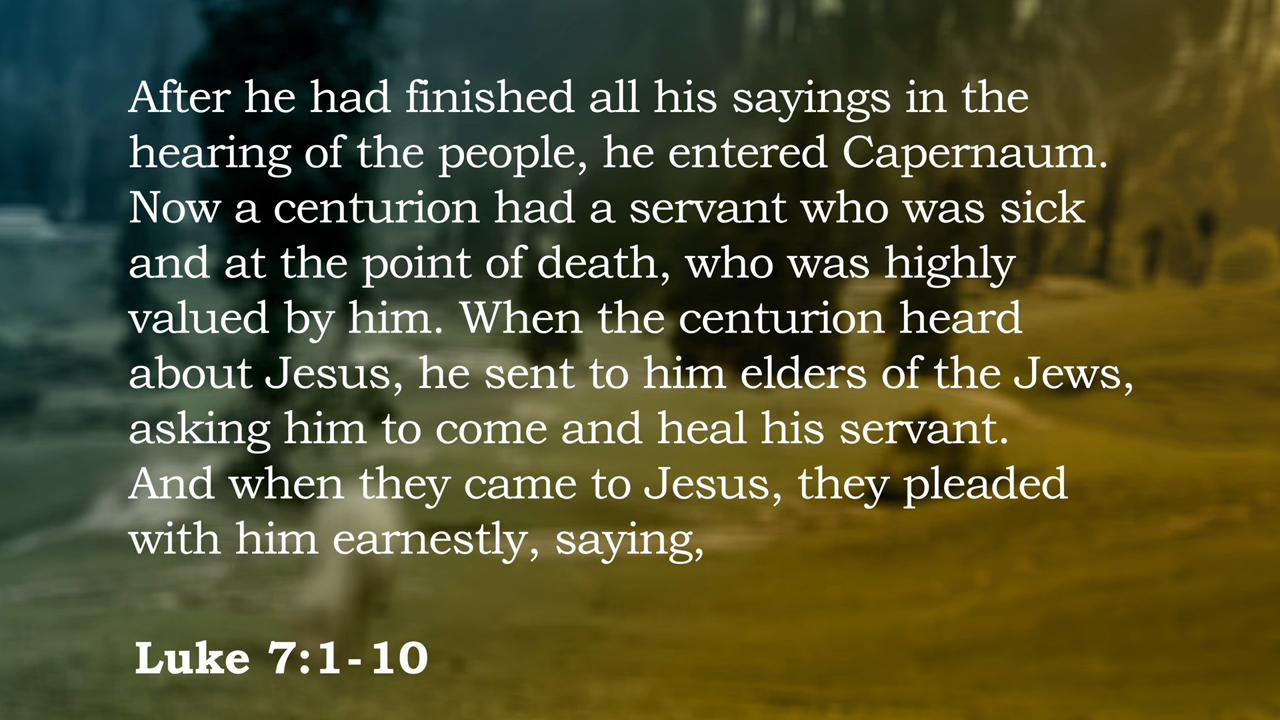 After he had finished all his sayings in the
hearing of the people, he entered Capernaum.
Now a centurion had a servant who was sick
and at the point of death, who was highly
valued by him. When the centurion heard
about Jesus, he sent to him elders of the Jews,
asking him to come and heal his servant.
And when they came to Jesus, they pleaded
with him earnestly, saying,
Luke 7:1-10